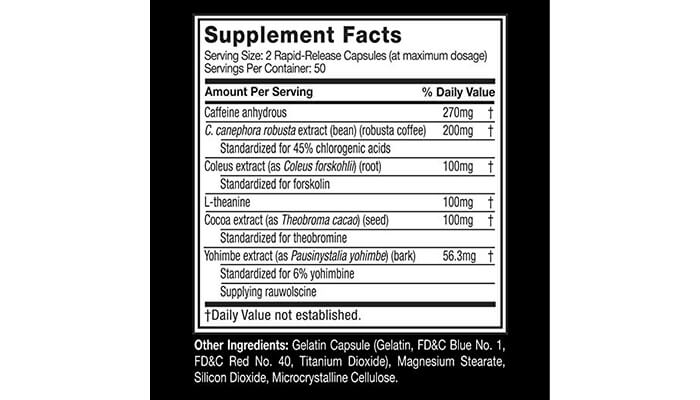 Supplement Facts
Serving Size: 2 Rapid-Release Capsules (at maximum dosage)
Servings Per Container: 50
Amount Per Serving % Daily Value
Caffeine anhydrous 270mg †
C. canephora robusta extract (bean) (robusta coffee) 200mg †
Standardized for 45% chlorogenic acids
Coleus extract (as Coleus forskohlii) (root) 100mg †
Standardized for forskolin
L-theanine 100mg †
Cocoa extract (as Theobroma cacao) (seed) 100mg †
Standardized for theobromine
Yohimbe extract (as Pausinystalia yohimbe) (bark) 56.3mg †
Standardized for 6% yohimbine
Supplying rauwolscine
†Daily Value not established.
Other Ingredients: Gelatin Capsule (Gelatin, FD&C Blue No. 1,
FD&C Red No. 40, Titanium Dioxide), Magnesium Stearate,
Silicon Dioxide, Microcrystalline Cellulose.